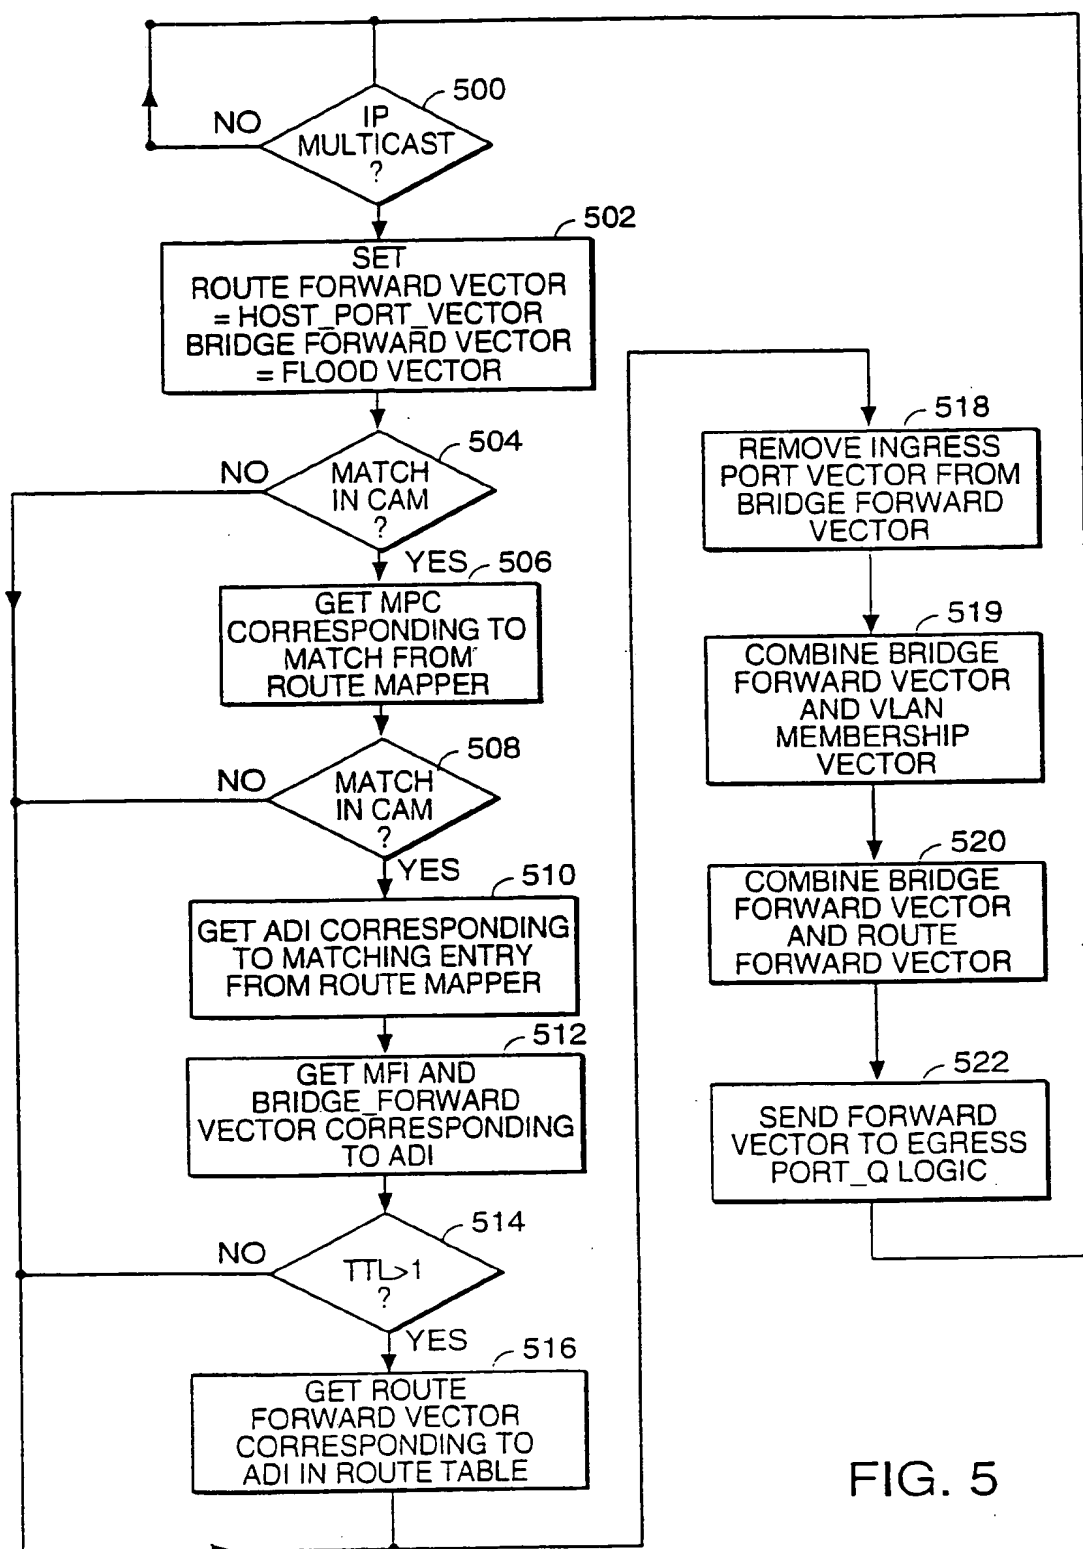 500
IP
MULTICAST
?
NO
502
SET
ROUTE FORWARD VECTOR
= HOST_PORT_VECTOR
BRIDGE FORWARD VECTOR
= FLOOD VECTOR
504
NO
MATCH
IN CAM
?
YES
506
GET MPC
CORRESPONDING TO
MATCH FROM
ROUTE MAPPER
508
NO
MATCH
IN CAM
?
YES
510
GET ADI CORRESPONDING
TO MATCHING ENTRY
FROM ROUTE MAPPER
512
GET MFI AND
BRIDGE_FORWARD
VECTOR CORRESPONDING
TO ADI
514
NO
TTL>1
?
YES
516
GET ROUTE
FORWARD VECTOR
CORRESPONDING TO
ADI IN ROUTE TABLE
518
REMOVE INGRESS
PORT VECTOR FROM
BRIDGE FORWARD
VECTOR
519
COMBINE BRIDGE
FORWARD VECTOR
AND VLAN
MEMBERSHIP
VECTOR
520
COMBINE BRIDGE
FORWARD VECTOR
AND ROUTE
FORWARD VECTOR
522
SEND FORWARD
VECTOR TO EGRESS
PORT_Q LOGIC
FIG. 5